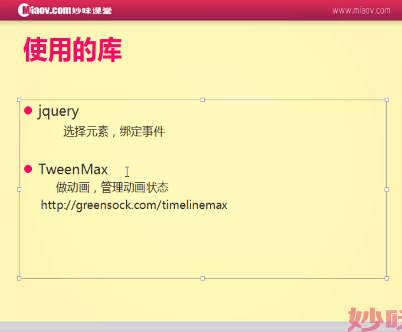 Miaov.com 妙味课堂
www.miaov.com
使用的库
jquery
选择元素，绑定事件
TweenMax
做动画，管理动画状态
http://greensock.com/timelinemax
妙味